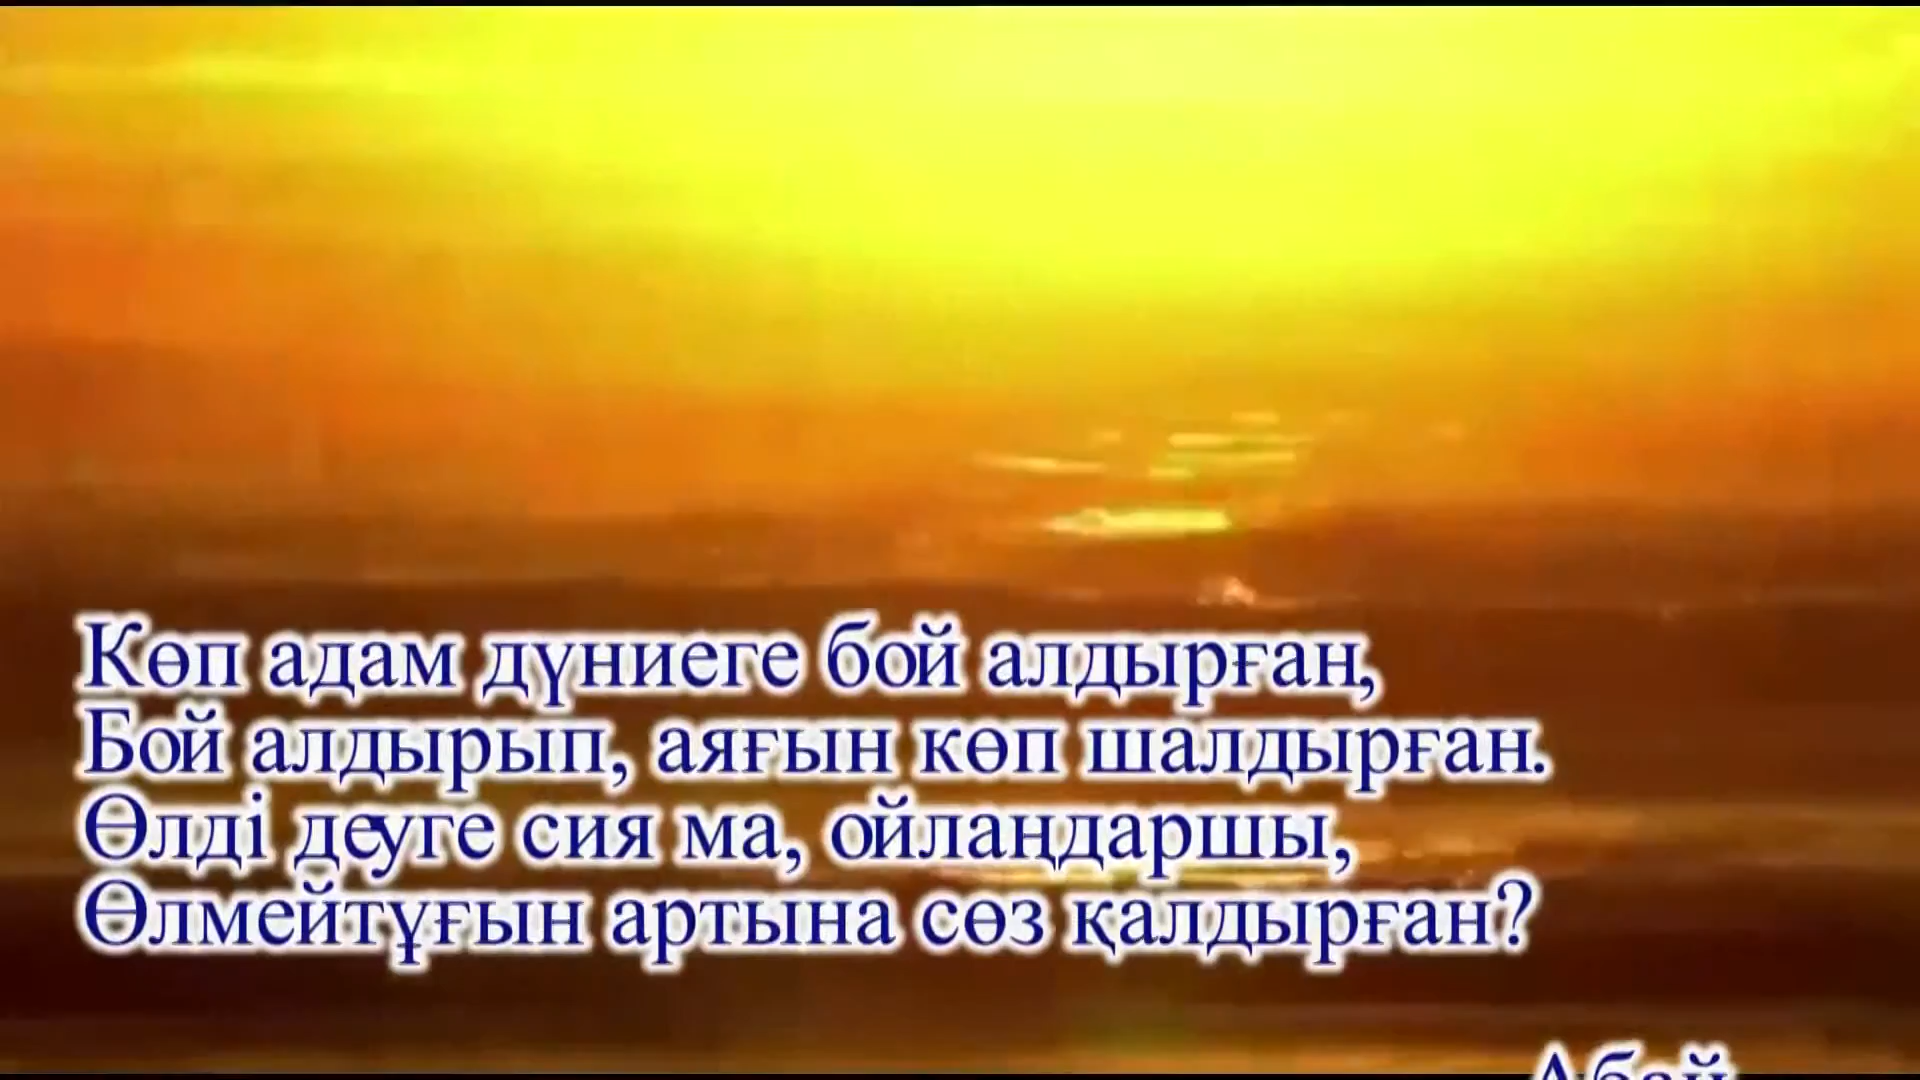 Көп адам дүниеге бой алдырған,
Бой алдырып, аяғын көп шалдырған.
Өлді деуге сия ма, ойлаңдаршы,
Өлмейтұғын артына сөз қалдырған?
Абай